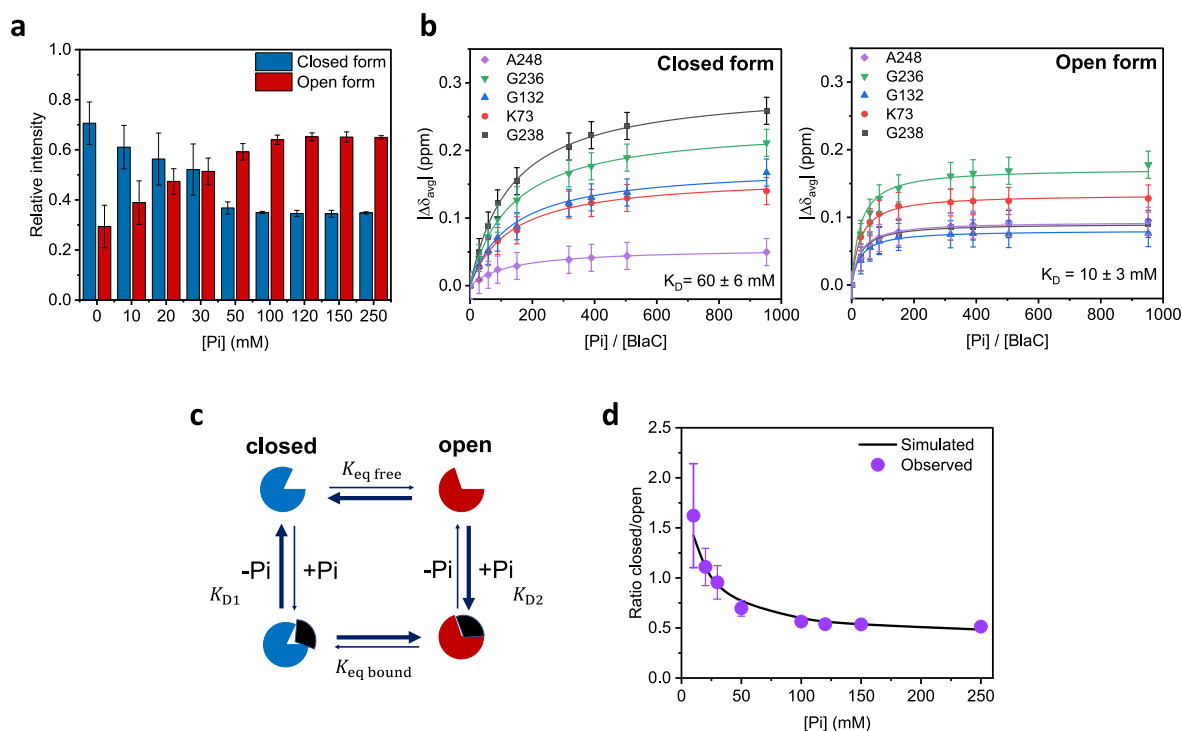 a
1.0
0.8
0.6
0.4
0.2
0.0
Relative intensity
Closed form
Open form
0 10 20 30 50 100 120 150 250
[Pi] (mM)
b
A248
G236
G132
K73
G238
Closed form
0.3
0.2
0.1
0.0
|Δδavg| (ppm)
KD= 60 ± 6 mM
0 200 400 600 800 1000
[Pi] / [BlaC]
A248
G236
G132
K73
G238
Open form
0.3
0.2
0.1
0.0
|Δδavg| (ppm)
KD = 10 ± 3 mM
0 200 400 600 800 1000
[Pi] / [BlaC]
c
closed open
Keq free
-Pi +Pi
KD1
-Pi +Pi
KD2
Keq bound
d
2.5
2.0
1.5
1.0
0.5
0.0
Ratio closed/open
Simulated
Observed
0 50 100 150 200 250
[Pi] (mM)